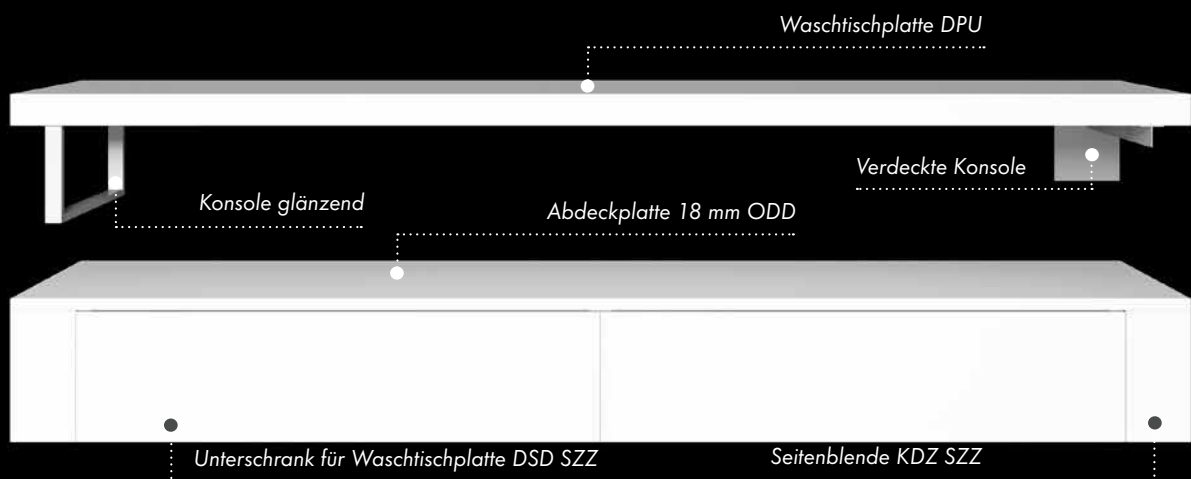 Waschtischplatte DPU
Verdeckte Konsole
Konsole glänzend
Abdeckplatte 18 mm ODD
Unterschrank für Waschtischplatte DSD SZZ
Seitenblende KDZ SZZ